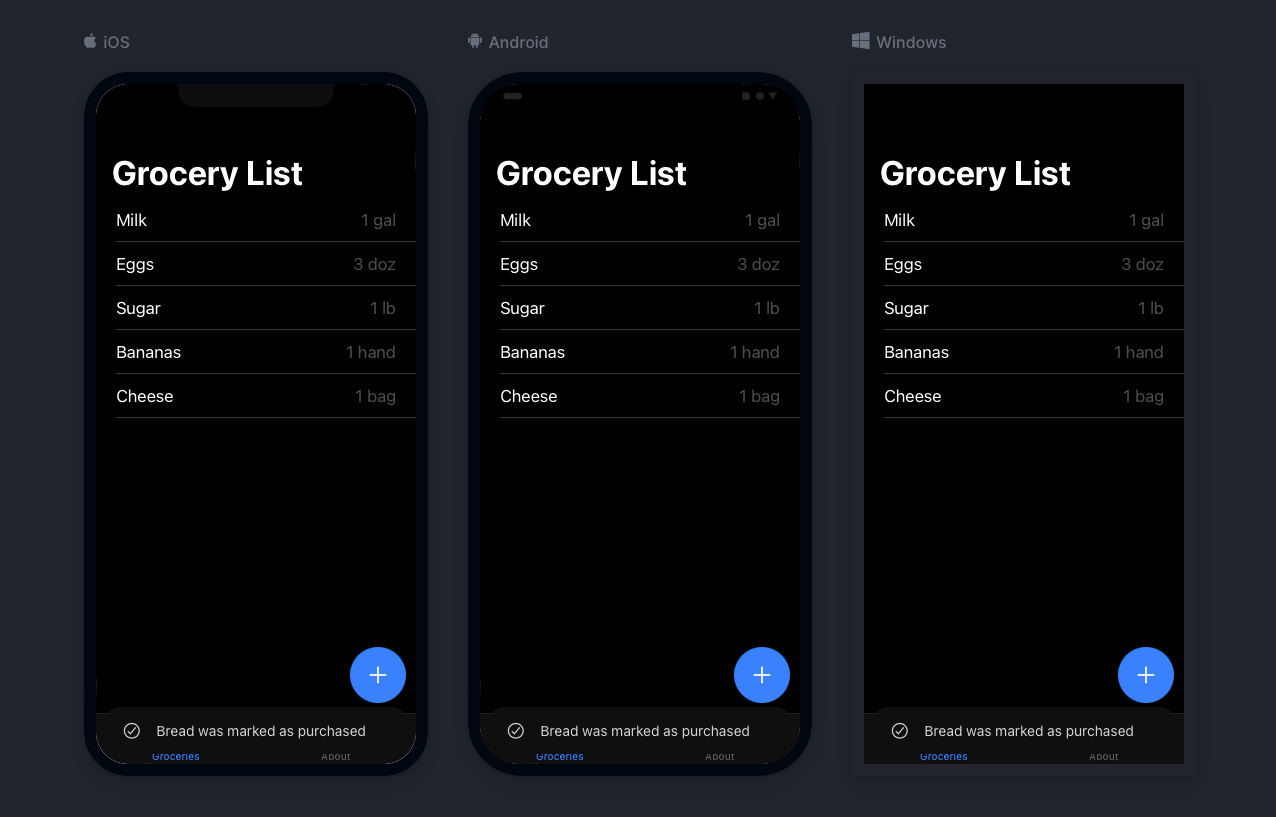 iOS
Grocery List
Milk 1 gal
Eggs 3 doz
Sugar 1 lb
Bananas 1 hand
Cheese 1 bag
Bread was marked as purchased
Groceries About
Android
Grocery List
Milk 1 gal
Eggs 3 doz
Sugar 1 lb
Bananas 1 hand
Cheese 1 bag
Bread was marked as purchased
Groceries About
Windows
Grocery List
Milk 1 gal
Eggs 3 doz
Sugar 1 lb
Bananas 1 hand
Cheese 1 bag
Bread was marked as purchased
Groceries About